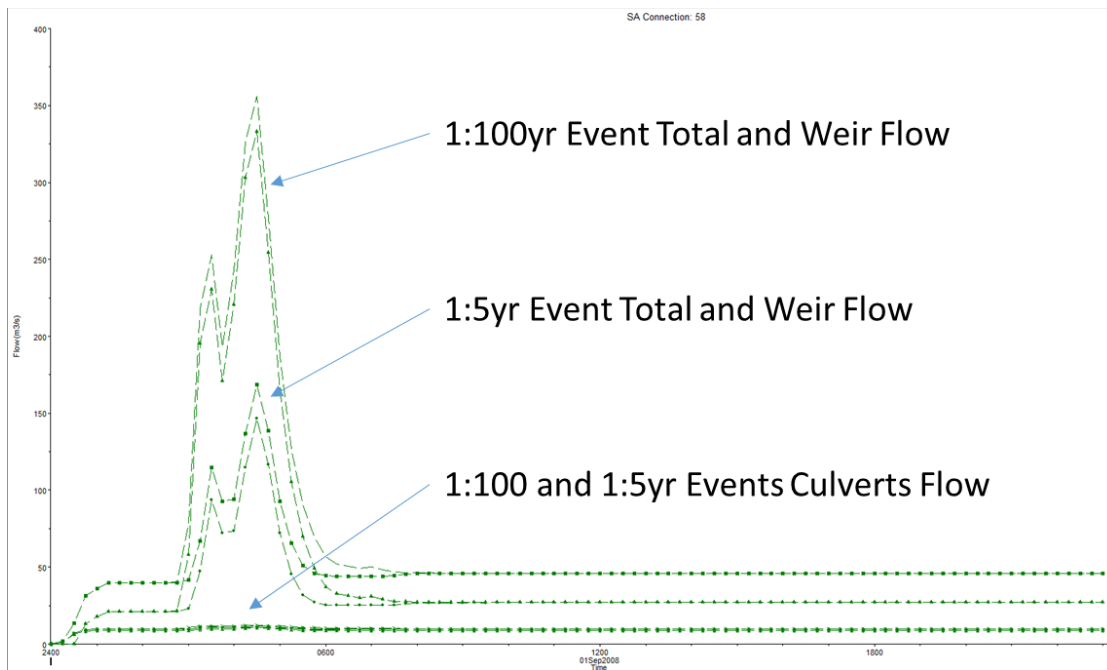 SA Connection: 58
400
350
300
250
200
150
100
50
0
Flow(m3/s)
1:100yr Event Total and Weir Flow
1:5yr Event Total and Weir Flow
1:100 and 1:5yr Events Culverts Flow
2400
0600
1200
1800
01Sep2008
Time